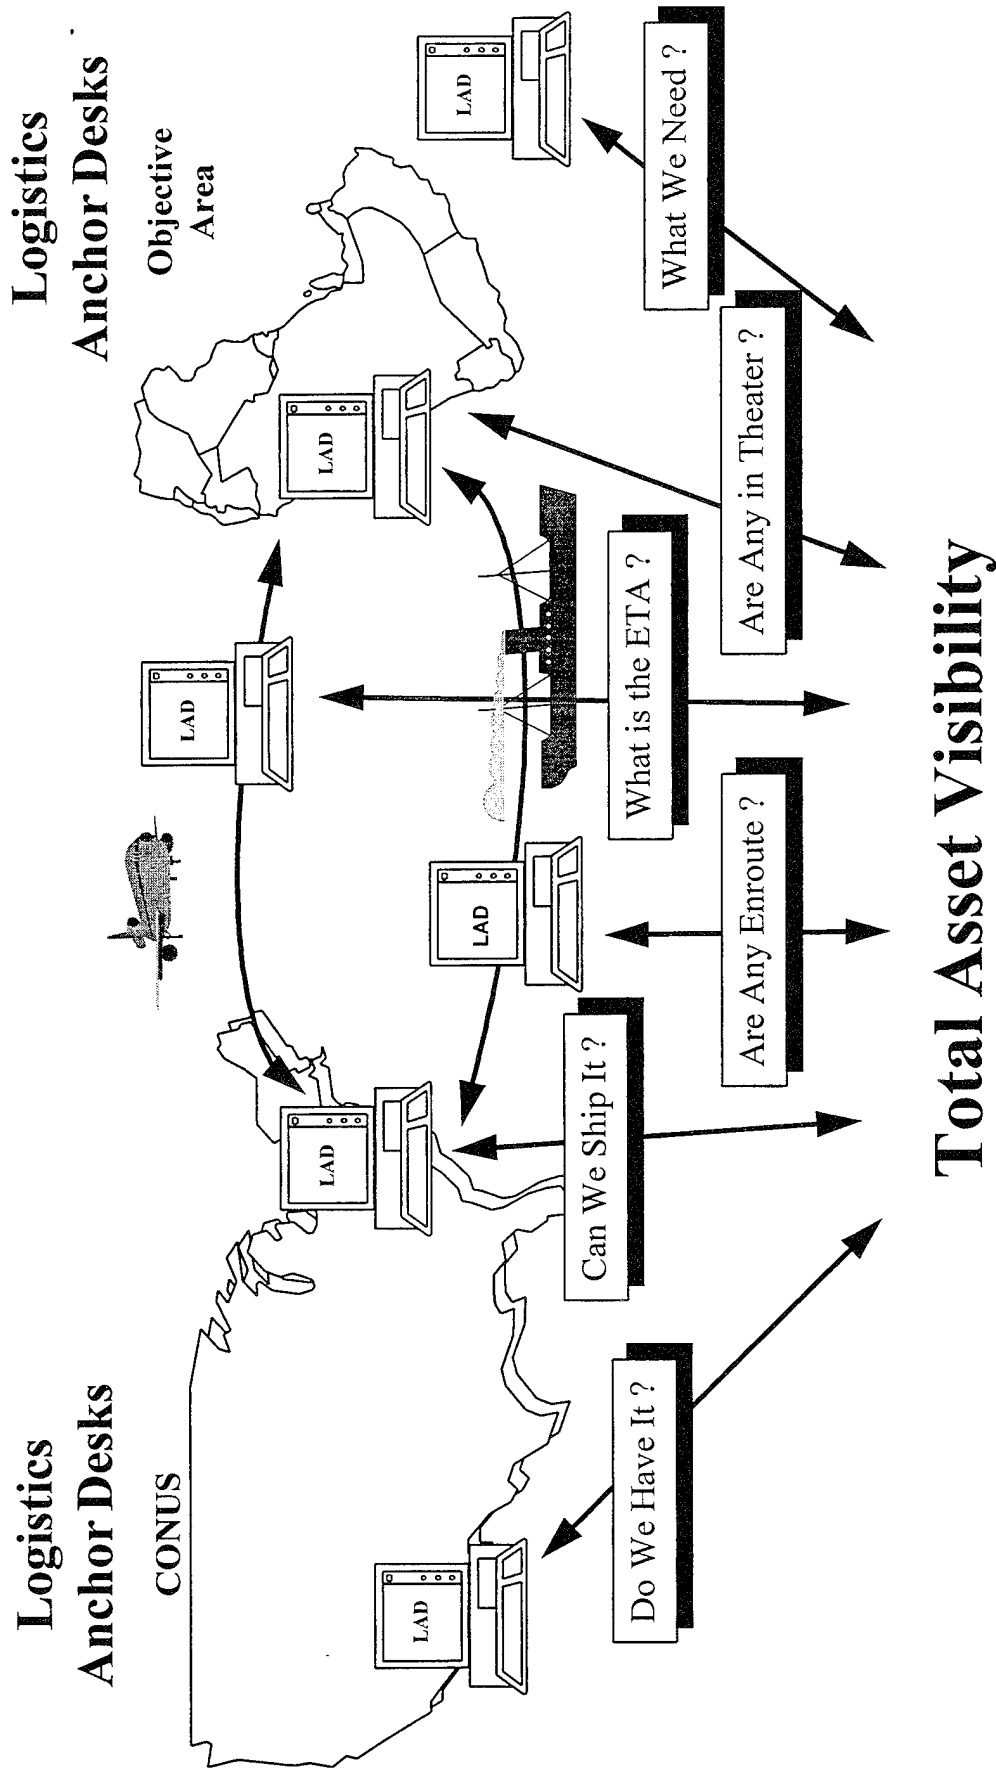 Logistics
Anchor Desks
CONUS
Logistics
Anchor Desks
Objective
Area
LAD
LAD
LAD
LAD
LAD
LAD
Do We Have It ?
Can We Ship It ?
Are Any Enroute ?
What is the ETA ?
Are Any in Theater ?
What We Need ?
Total Asset Visibility